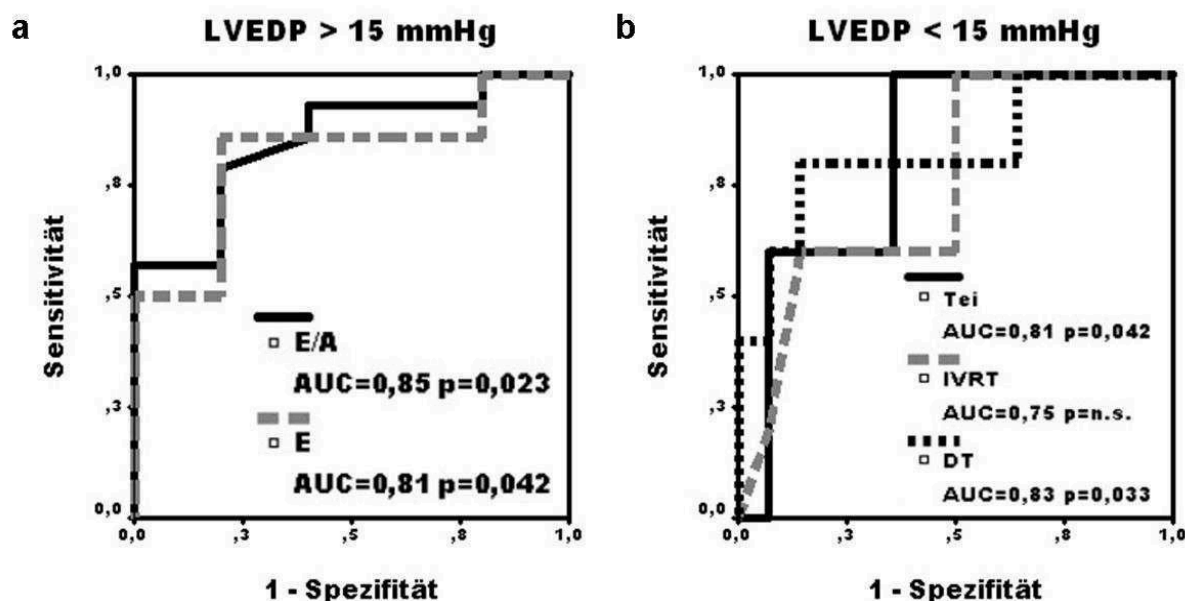 a
LVEDP > 15 mmHg
Sensitivität
1,0
,8
,5
,3
0,0
E/A
AUC=0,85 p=0,023
E
AUC=0,81 p=0,042
0,0 ,3 ,5 ,8 1,0
1 - Spezifität
b
LVEDP < 15 mmHg
Sensitivität
1,0
,8
,5
,3
0,0
Tei
AUC=0,81 p=0,042
IVRT
AUC=0,75 p=n.s.
DT
AUC=0,83 p=0,033
0,0 ,3 ,5 ,8 1,0
1 - Spezifität